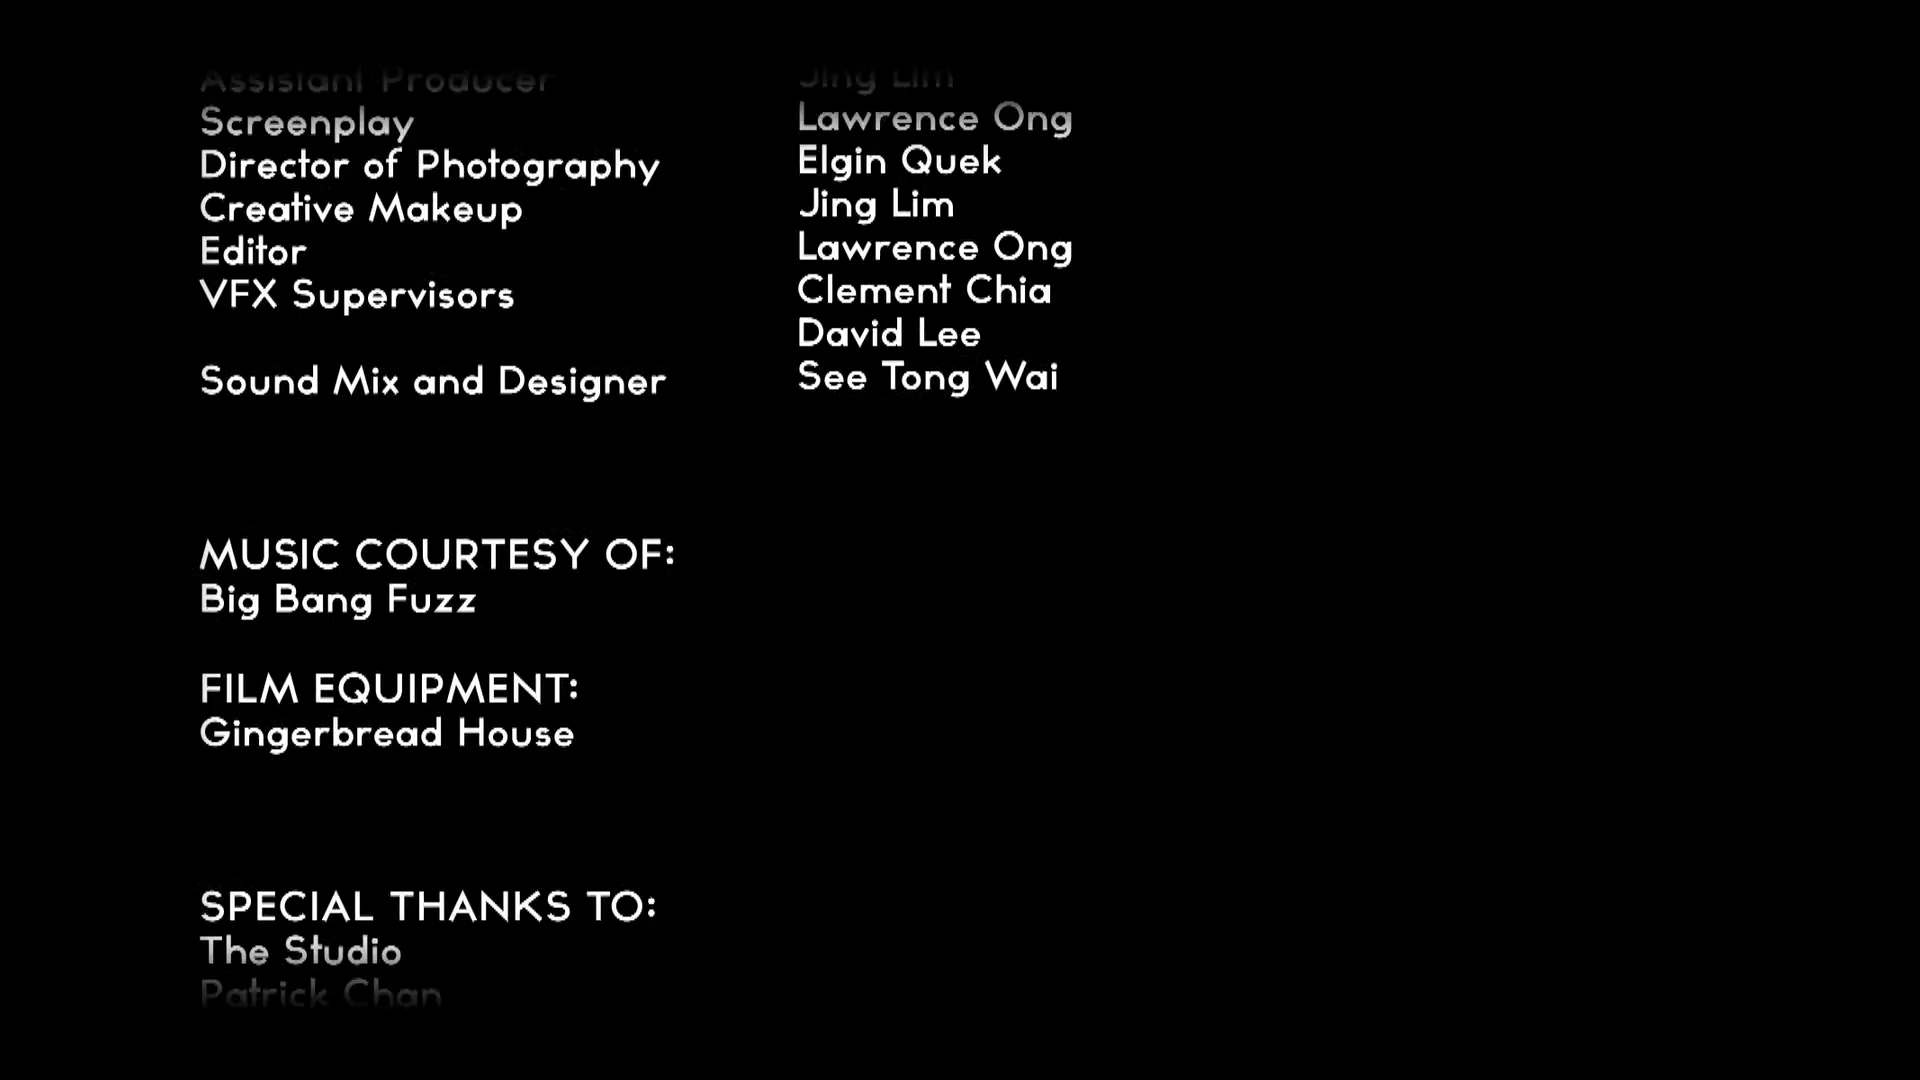 Assistant Producer Jing Lim
Screenplay Lawrence Ong
Director of Photography Elgin Quek
Creative Makeup Jing Lim
Editor Lawrence Ong
VFX Supervisors Clement Chia
David Lee
Sound Mix and Designer See Tong Wai
MUSIC COURTESY OF:
Big Bang Fuzz
FILM EQUIPMENT:
Gingerbread House
SPECIAL THANKS TO:
The Studio
Patrick Chan